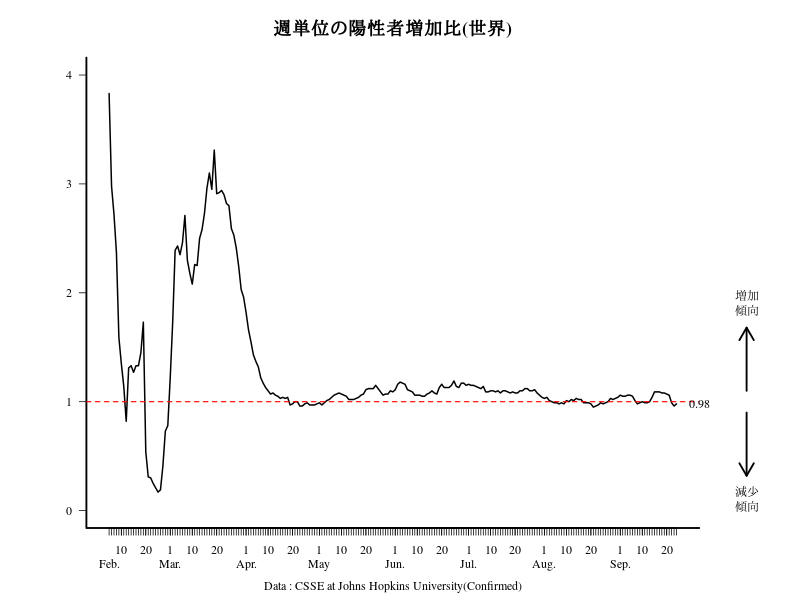 週単位の陽性者増加比(世界)
4
3
2
1
0
増加
傾向
0.98
減少
傾向
10 20 1 10 20 1 10 20 1 10 20 1 10 20 1 10 20 1 10 20
Feb. Mar. Apr. May Jun. Jul. Aug. Sep.
Data : CSSE at Johns Hopkins University(Confirmed)